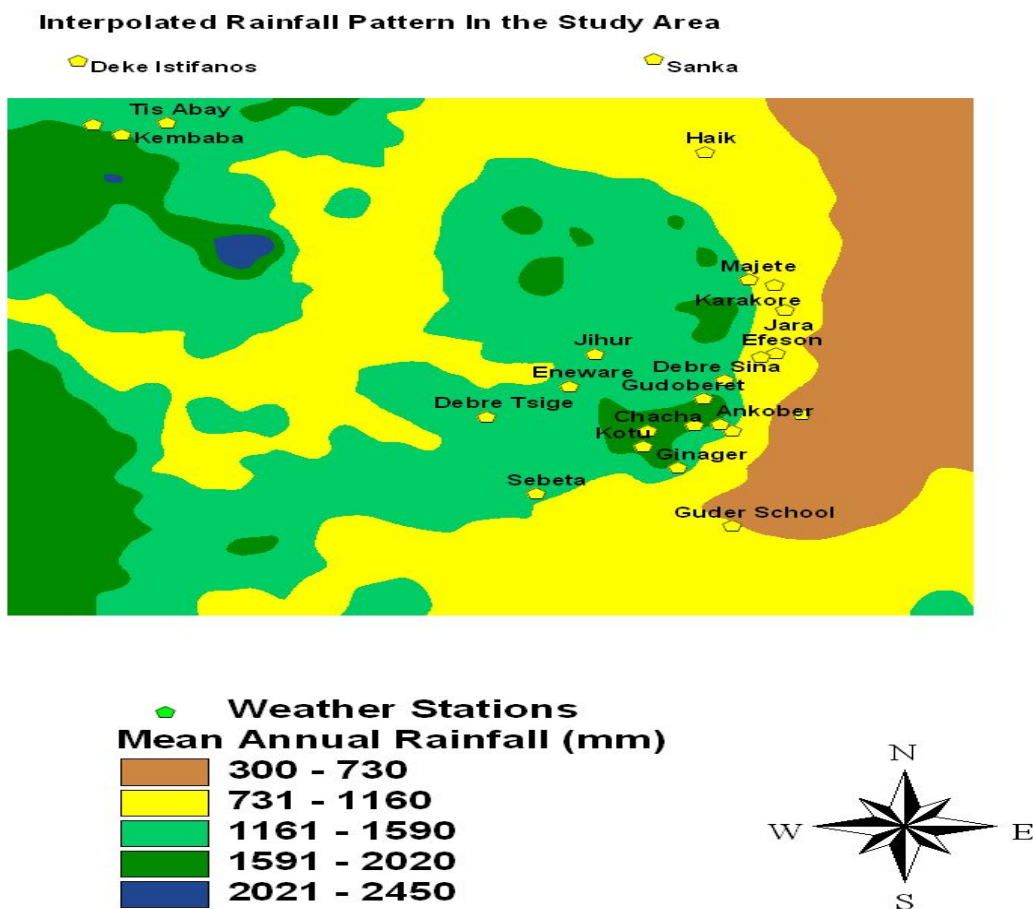 Interpolated Rainfall Pattern In the Study Area
Deke Istifanos
Sanka
Tis Abay
Kembaba
Haik
Majete
Karakore
Jara
Efeson
Jihur
Debre Sina
Eneware
Gudoberet
Debre Tsige
Chacha
Ankober
Kotu
Ginager
Sebeta
Guder School
Weather Stations
Mean Annual Rainfall (mm)
300 - 730
731 - 1160
1161 - 1590
1591 - 2020
2021 - 2450
N
W
E
S